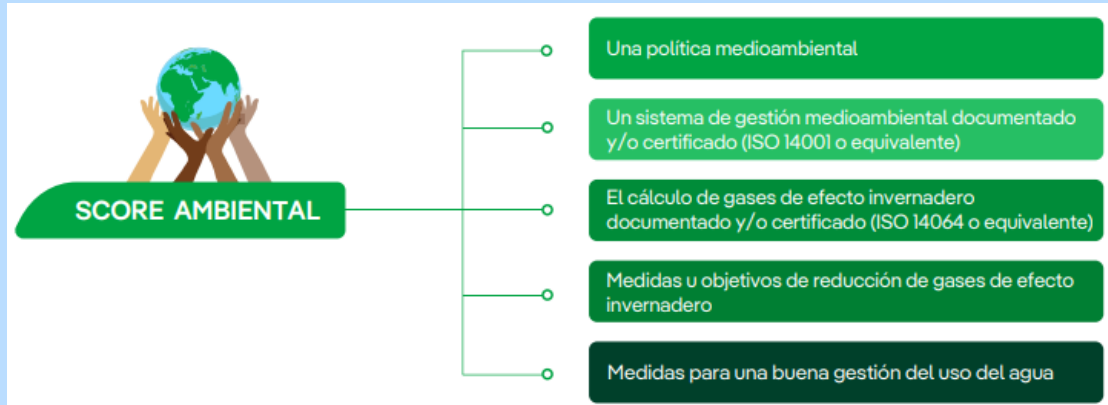 SCORE AMBIENTAL
Una política medioambiental
Un sistema de gestión medioambiental documentado
y/o certificado (ISO 14001 o equivalente)
El cálculo de gases de efecto invernadero
documentado y/o certificado (ISO 14064 o equivalente)
Medidas u objetivos de reducción de gases de efecto
invernadero
Medidas para una buena gestión del uso del agua